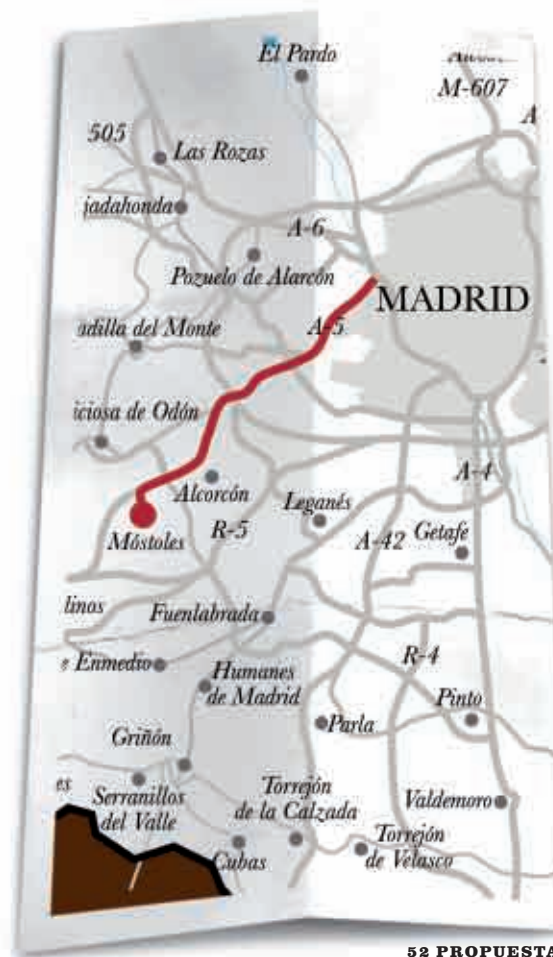 El Pardo
M-607
A
505
Las Rozas
jadahonda
A-6
Pozuelo de Alarcón
MADRID
adilla del Monte
A-5
iciosa de Odón
A-4
Alcorcón
Leganés
Móstoles
R-5
A-42
Getafe
linos
Fuenlabrada
e Enmedio
R-4
Humanes
de Madrid
Pinto
Parla
Griñón
es
Serranillos
del Valle
Torrejón
de la Calzada
Valdemoro
Cubas
Torrejón
de Velasco
52 PROPUESTA